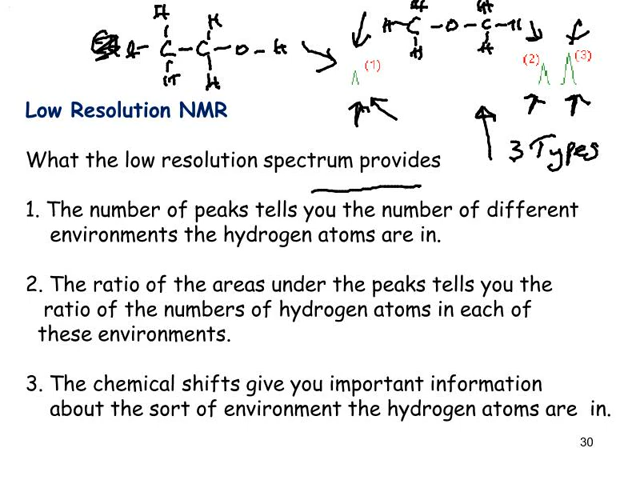 H H
H - C - C - O - H
H H
H H
H - C - O - C - H
H H
(1)
(2)
(3)
3 Types
Low Resolution NMR
What the low resolution spectrum provides
1. The number of peaks tells you the number of different
environments the hydrogen atoms are in.
2. The ratio of the areas under the peaks tells you the
ratio of the numbers of hydrogen atoms in each of
these environments.
3. The chemical shifts give you important information
about the sort of environment the hydrogen atoms are in.
30